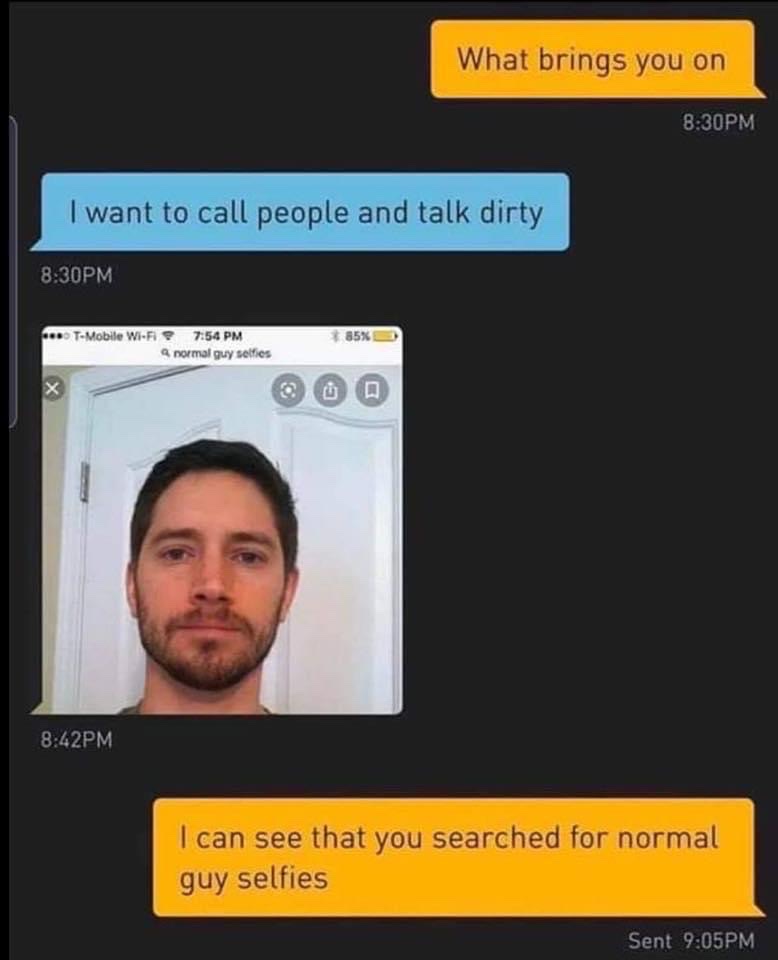 What brings you on
8:30PM
I want to call people and talk dirty
8:30PM
T-Mobile Wi-Fi 7:54 PM 85%
normal guy selfies
8:42PM
I can see that you searched for normal
guy selfies
Sent 9:05PM